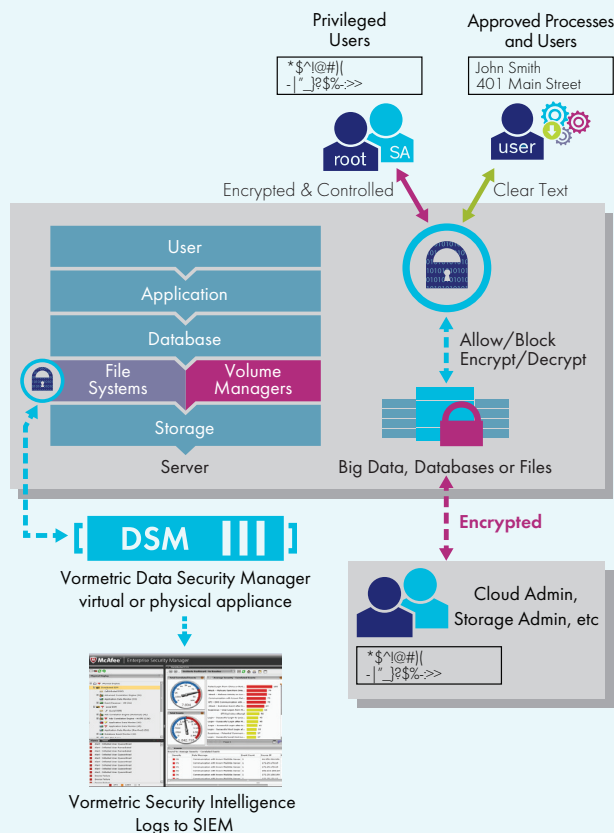 Privileged
Users
*$^!@#)(
-|"_}?$%-:>>
Approved Processes
and Users
John Smith
401 Main Street
root
SA
user
Encrypted & Controlled
Clear Text
User
Application
Database
File
Systems
Volume
Managers
Storage
Server
Allow/Block
Encrypt/Decrypt
Big Data, Databases or Files
Encrypted
DSM
Vormetric Data Security Manager
virtual or physical appliance
Cloud Admin,
Storage Admin, etc
*$^!@#)(
-|"_}?$%-:>>
McAfee | Enterprise Security Manager
Vormetric Security Intelligence
Logs to SIEM